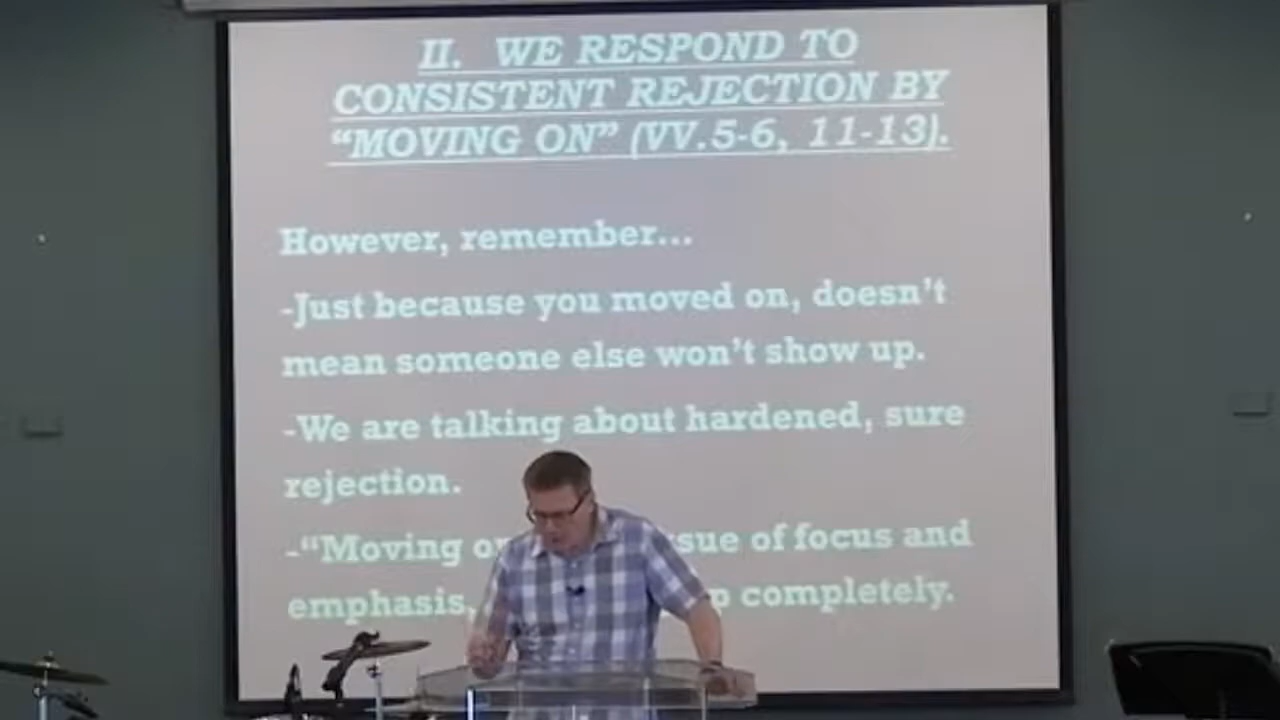 II. WE RESPOND TO
CONSISTENT REJECTION BY
“MOVING ON” (VV.5-6, 11-13).
However, remember...
-Just because you moved on, doesn’t
mean someone else won’t show up.
-We are talking about hardened, sure
rejection.
-“Moving of focus and
emphasis, completely.